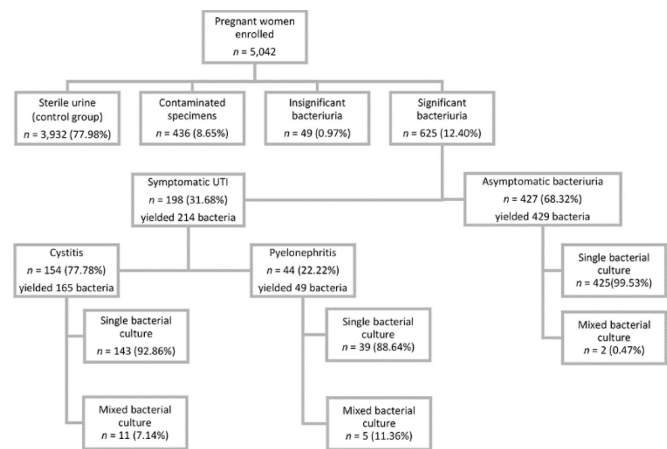 Pregnant women
enrolled
n = 5,042
Sterile urine
(control group)
n = 3,932 (77.98%)
Contaminated
specimens
n = 436 (8.65%)
Insignificant
bacteriuria
n = 49 (0.97%)
Significant
bacteriuria
n = 625 (12.40%)
Symptomatic UTI
n = 198 (31.68%)
yielded 214 bacteria
Asymptomatic bacteriuria
n = 427 (68.32%)
yielded 429 bacteria
Cystitis
n = 154 (77.78%)
yielded 165 bacteria
Pyelonephritis
n = 44 (22.22%)
yielded 49 bacteria
Single bacterial
culture
n = 425(99.53%)
Mixed bacterial
culture
n = 2 (0.47%)
Single bacterial
culture
n = 143 (92.86%)
Single bacterial
culture
n = 39 (88.64%)
Mixed bacterial
culture
n = 11 (7.14%)
Mixed bacterial
culture
n = 5 (11.36%)